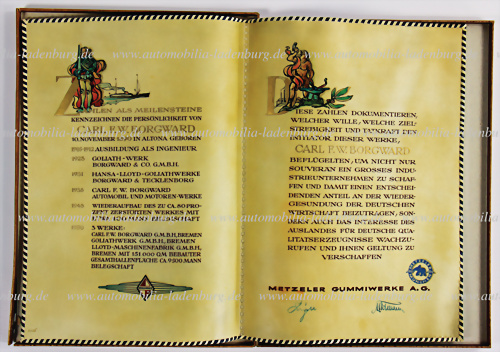 ZAHLEN ALS MEILENSTEINE
KENNZEICHNEN DIE PERSÖNLICHKEIT VON
CARL F.W. BORGWARD
10. NOVEMBER 1890 IN ALTONA GEBOREN
AUSBILDUNG ALS INGENIEUR
GOLIATH-WERK
BORGWARD & CO. G.M.B.H.
1931 HANSA-LLOYD-GOLIATHWERKE
BORGWARD & TECKLENBORG
1938 CARL F. W. BORGWARD
AUTOMOBIL UND MOTOREN-WERKE
WIEDERAUFBAU DES ZU CA. 80 PRO-
ZENT ZERSTÖRTEN WERKES MIT
BELEGSCHAFT
3 WERKE:
CARL F.W. BORGWARD G.M.B.H, BREMEN
GOLIATHWERK G.M.B.H., BREMEN
LLOYD-MASCHINENFABRIK G.M.B.H,
BREMEN MIT 151000 QM BEBAUTER
GESAMTHALLENFLÄCHE CA 9300 MANN
BELEGSCHAFT
DIESE ZAHLEN DOKUMENTIEREN,
WELCHER WILLE, WELCHE ZIEL-
STREBIGKEIT UND TATKRAFT DEN
INITIATOR DIESER WERKE,
CARL F.W. BORGWARD
BEFLÜGELTEN, UM NICHT NUR
SOUVERÄN EIN GROSSES INDU-
STRIEUNTERNEHMEN ZU SCHAF-
FEN UND DAMIT EINEN ENTSCHEI-
DENDEN ANTEIL AN DER WIEDER-
GESUNDUNG DER DEUTSCHEN
WIRTSCHAFT BEIZUTRAGEN, SON-
DERN AUCH DAS INTERESSE DES
AUSLANDES FÜR DEUTSCHE QUA-
LITÄTSERZEUGNISSE WACHZU-
RUFEN UND IHNEN GELTUNG ZU
VERSCHAFFEN
METZELER GUMMIWERKE A.G.
www.automobilia-ladenburg.de